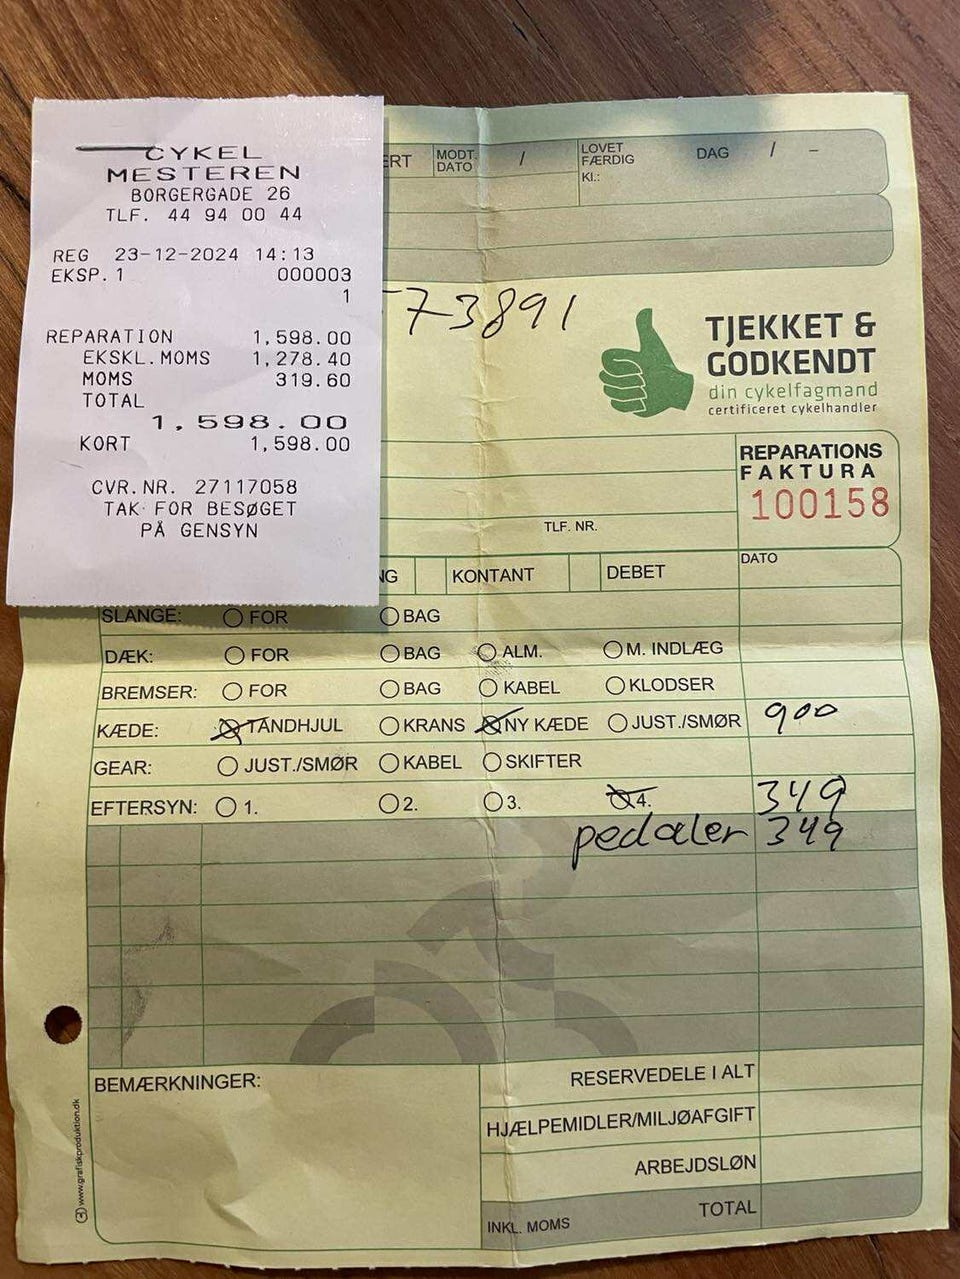 CYKEL
MESTEREN
BORGERGADE 26
TLF. 44 94 00 44
REG 23-12-2024 14:13
EKSP.1 000003
1
REPARATION 1,598.00
EKSKL.MOMS 1,278.40
MOMS 319.60
TOTAL
1,598.00
KORT 1,598.00
CVR.NR. 27117058
TAK FOR BESØGET
PÅ GENSYN
ERT MODT. DATO / LOVET FÆRDIG Kl.: DAG / -
73891
TJEKKET &
GODKENDT
din cykelfagmand
certificeret cykelhandler
REPARATIONS
FAKTURA
100158
TLF. NR.
NG KONTANT DEBET DATO
SLANGE: FOR BAG
DÆK: FOR BAG ALM. M. INDLÆG
BREMSER: FOR BAG KABEL KLODSER
KÆDE: TANDHJUL KRANS NY KÆDE JUST./SMØR 900
GEAR: JUST./SMØR KABEL SKIFTER
EFTERSYN: 1. 2. 3. 4. 349
pedaler 349
BEMÆRKNINGER:
RESERVEDELE I ALT
HJÆLPEMIDLER/MILJØAFGIFT
ARBEJDSLØN
INKL. MOMS TOTAL
www.grafiskproduktion.dk